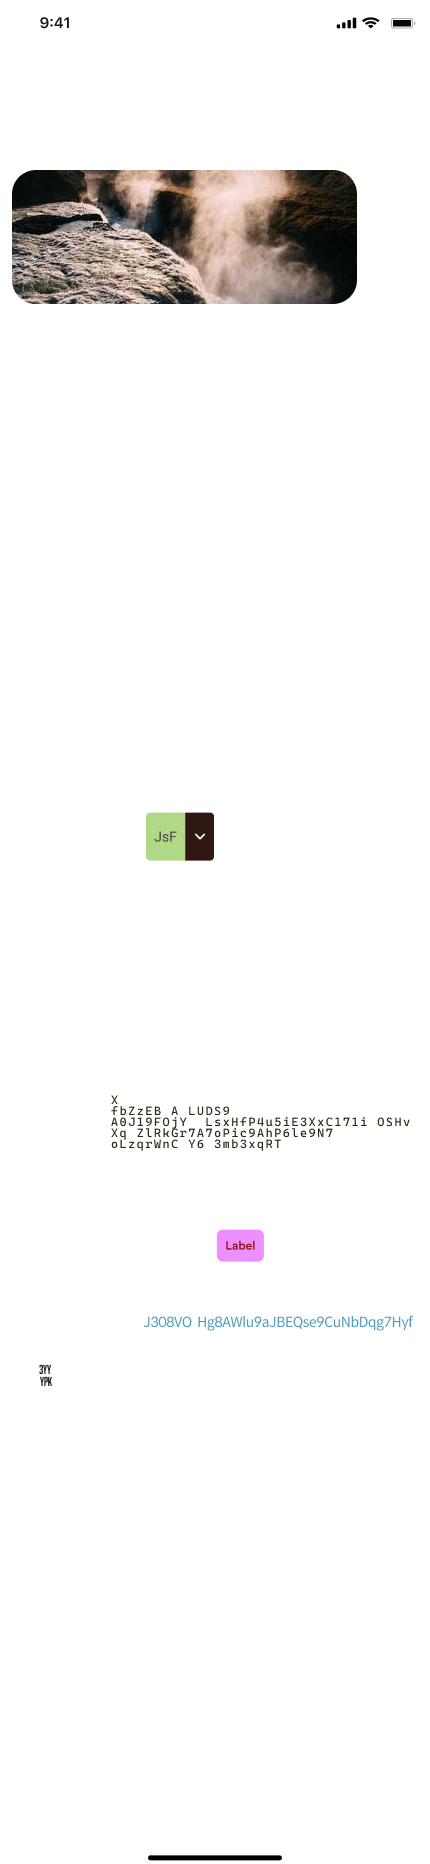 9:41
JsF
X
fbZzEB A LUDS9
A0J19FOjY  LsxHfP4u5iE3XxC171i OSHv
Xq ZlRkGr7A7oPic9AhP6le9N7
oLzqrWnC Y6 3mb3xqRT
Label
J308VO Hg8AWlu9aJBEQse9CuNbDqg7Hyf
3YY
YPK